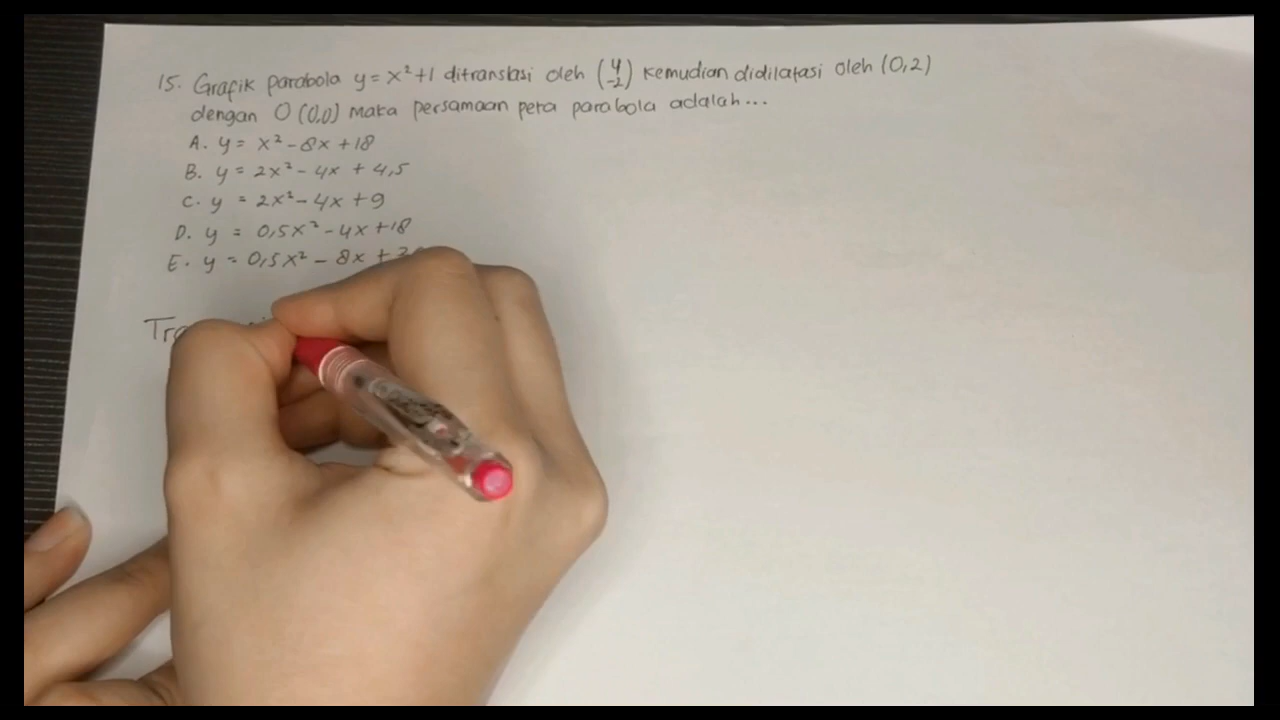 15. Grafik parabola y = x² + 1 ditranslasi oleh (4 -2) kemudian didilatasi oleh (0,2)
dengan O (0,0) maka persamaan peta parabola adalah...
A. y = x² - 8x + 18
B. y = 2x² - 4x + 4,5
C. y = 2x² - 4x + 9
D. y = 0,5x² - 4x + 18
E. y = 0,5x² - 8x +